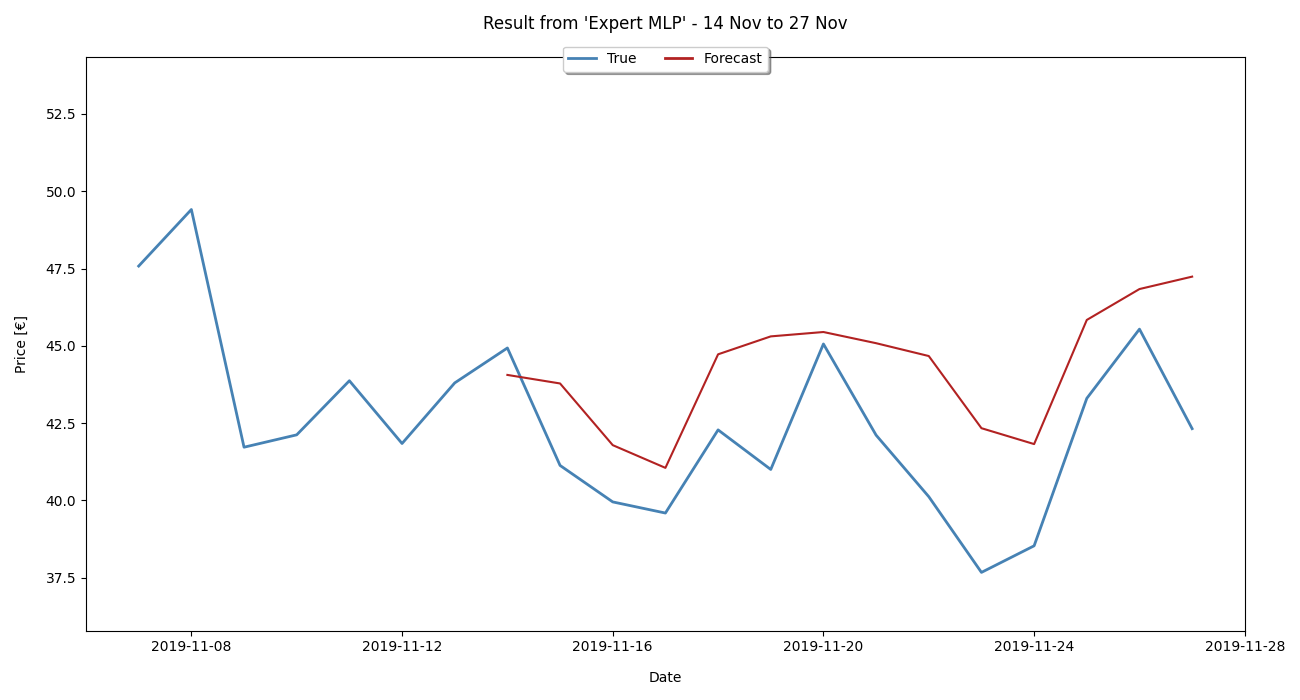 Result from 'Expert MLP' - 14 Nov to 27 Nov
True Forecast
52.5
50.0
47.5
45.0
42.5
40.0
37.5
Price [€]
2019-11-08 2019-11-12 2019-11-16 2019-11-20 2019-11-24 2019-11-28
Date